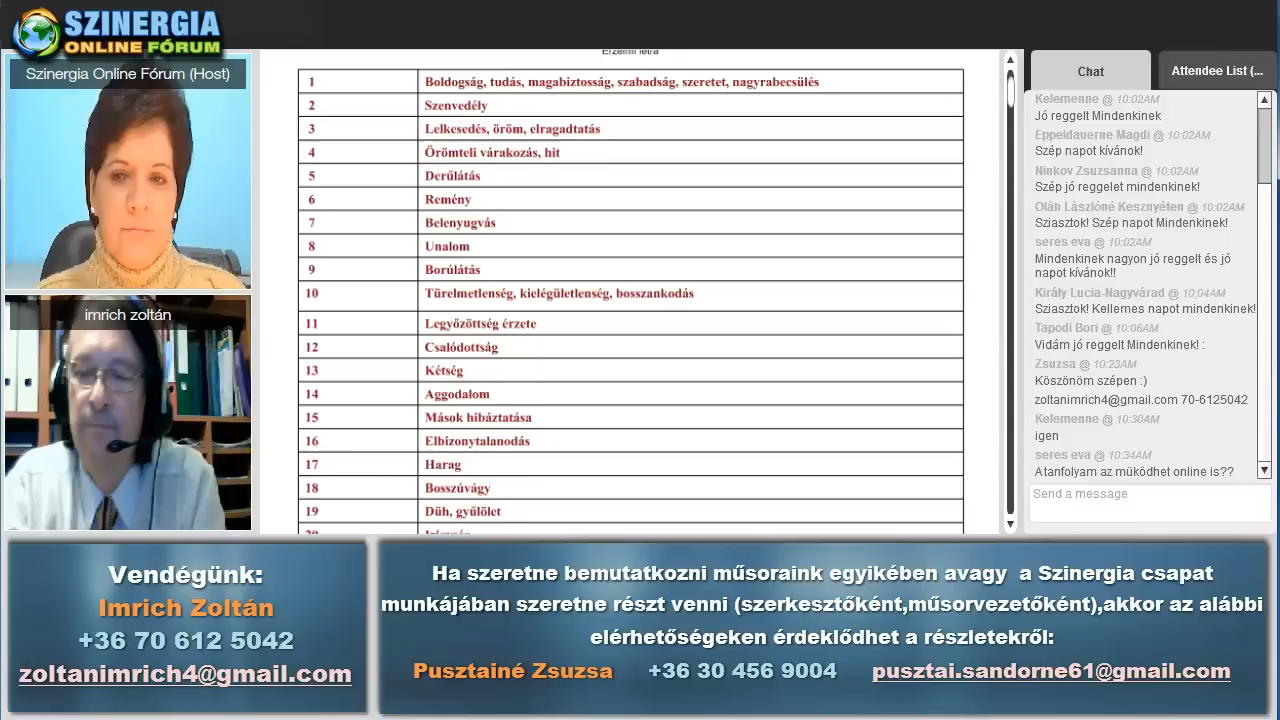 SZINERGIA
ONLINE FÓRUM
Szinergia Online Fórum (Host)
imrich zoltán
Érzelmi létra
1 Boldogság, tudás, magabiztosság, szabadság, szeretet, nagyrabecsülés
2 Szenvedély
3 Lelkesedés, öröm, elragadtatás
4 Örömteli várakozás, hit
5 Derűlátás
6 Remény
7 Belenyugvás
8 Unalom
9 Borúlátás
10 Türelmetlenség, kielégületlenség, bosszankodás
11 Legyőzöttség érzete
12 Csalódottság
13 Kétség
14 Aggodalom
15 Mások hibáztatása
16 Elbizonytalanodás
17 Harag
18 Bosszúvágy
19 Düh, gyűlölet
20
Chat
Attendee List (...
Kelemenne @ 10:02AM
Jó reggelt Mindenkinek
Eppeldauerne Magdi @ 10:02AM
Szép napot kívánok!
Ninkov Zsuzsanna @ 10:02AM
Szép jó reggelet mindenkinek!
Oláh Lászlóné Kesznyéten @ 10:02AM
Sziasztok! Szép napot Mindenkinek!
seres eva @ 10:02AM
Mindenkinek nagyon jó reggelt és jó
napot kívánok!!
Király Lucia-Nagyvárad @ 10:04AM
Sziasztok! Kellemes napot mindenkinek!
Tapodi Bori @ 10:06AM
Vidám jó reggelt Mindenkinek! :
Zsuzsa @ 10:23AM
Köszönöm szépen :)
zoltanimrich4@gmail.com 70-6125042
Kelemenne @ 10:30AM
igen
seres eva @ 10:34AM
A tanfolyam az müködhet online is??
Send a message
Vendégünk:
Imrich Zoltán
+36 70 612 5042
zoltanimrich4@gmail.com
Ha szeretne bemutatkozni műsoraink egyikében avagy a Szinergia csapat
munkájában szeretne részt venni (szerkesztőként,műsorvezetőként),akkor az alábbi
elérhetőségeken érdeklődhet a részletekről:
Pusztainé Zsuzsa +36 30 456 9004 pusztai.sandorne61@gmail.com